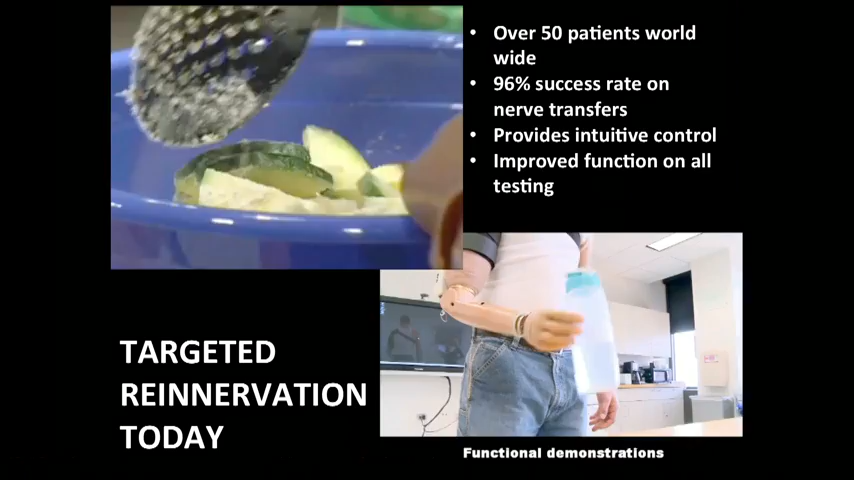 • Over 50 patients world
wide
• 96% success rate on
nerve transfers
• Provides intuitive control
• Improved function on all
testing
TARGETED
REINNERVATION
TODAY
Functional demonstrations